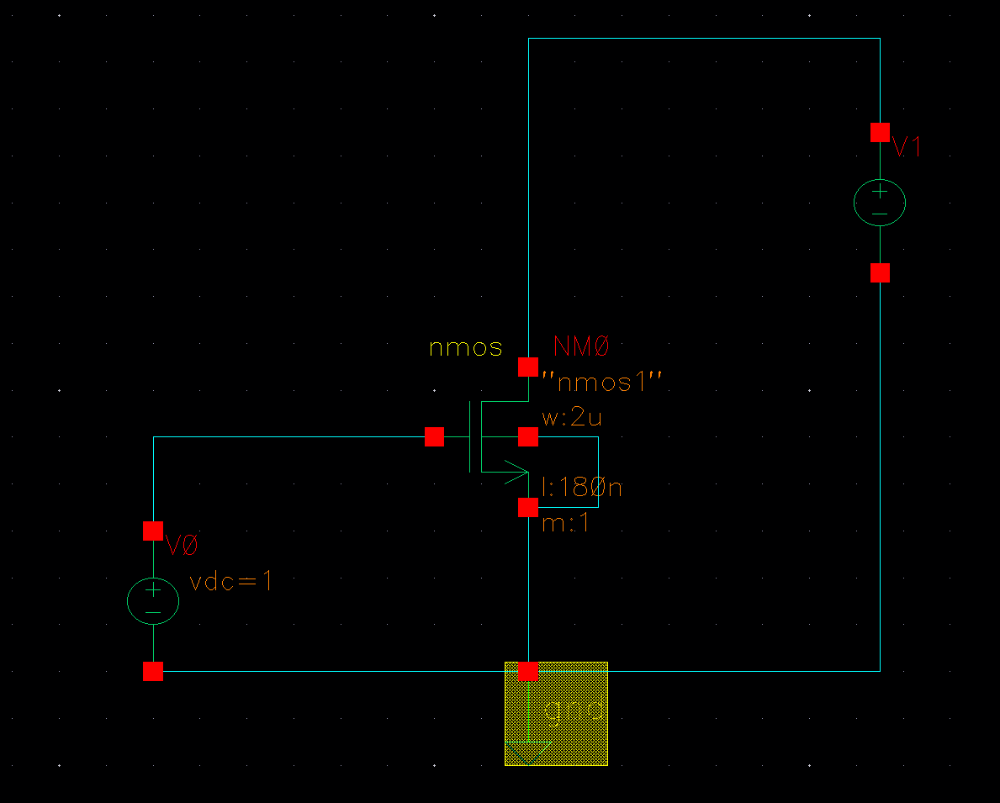 V1
nmos
NM0
"nmos1"
w:2u
l:180n
m:1
V0
vdc=1
gnd